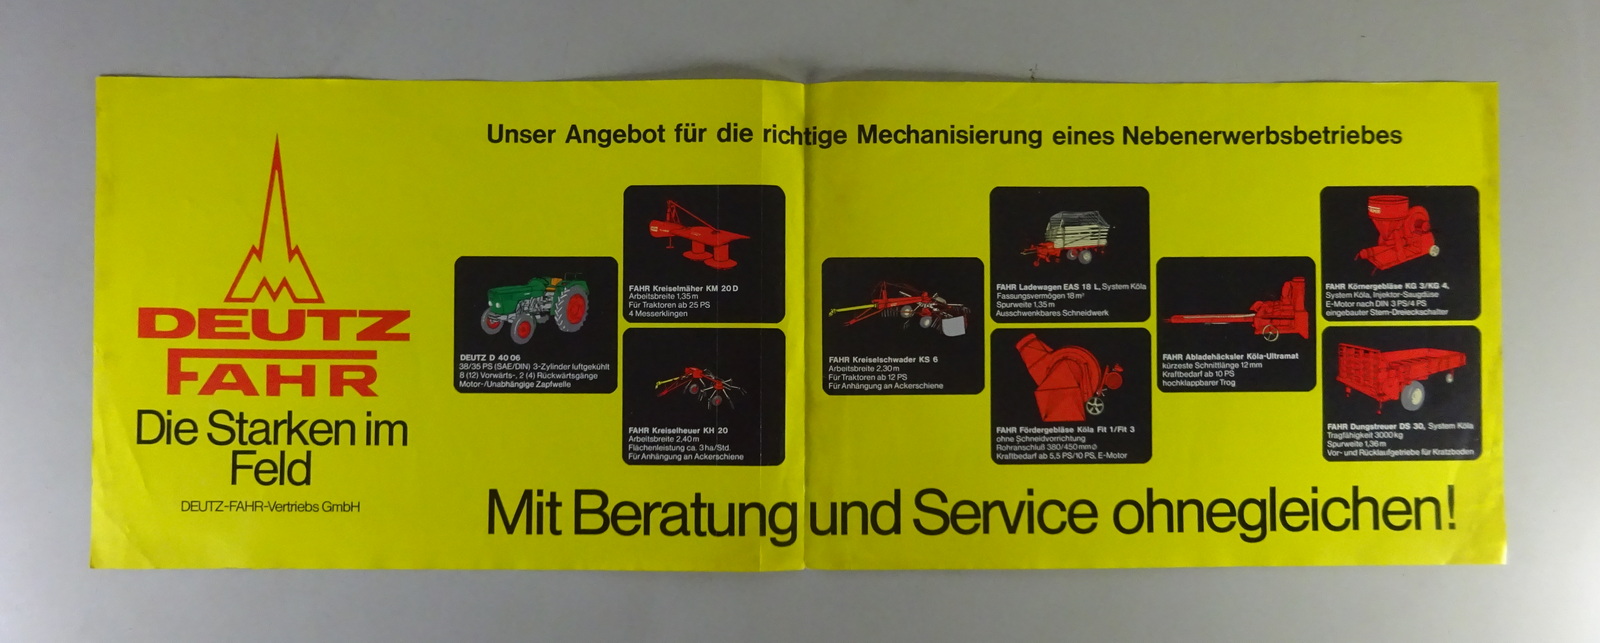 DEUTZ
FAHR
Die Starken im
Feld
DEUTZ-FAHR-Vertriebs GmbH
Unser Angebot für die richtige Mechanisierung eines Nebenerwerbsbetriebes
DEUTZ D 40 06
38/35 PS (SAE/DIN) 3-Zylinder luftgekühlt
8 (12) Vorwärts-, 2 (4) Rückwärtsgänge
Motor-/Unabhängige Zapfwelle
FAHR Kreiselmäher KM 20 D
Arbeitsbreite 1,35 m
Für Traktoren ab 25 PS
4 Messerklingen
FAHR Kreiselheuer KH 20
Arbeitsbreite 2,40 m
Flächenleistung ca. 3 ha/Std.
Für Anhängung an Ackerschiene
FAHR Kreiselschwader KS 6
Arbeitsbreite 2,30 m
Für Traktoren ab 12 PS
Für Anhängung an Ackerschiene
FAHR Ladewagen EAS 18 L, System Köla
Fassungsvermögen 18 m³
Spurweite 1,35 m
Ausschwenkbares Schneidwerk
FAHR Fördergebläse Köla Fit 1/Fit 3
ohne Schneidvorrichtung
Rohranschluß 380/450 mm ⌀
Kraftbedarf ab 5,5 PS/10 PS, E-Motor
FAHR Abladehäcksler Köla-Ultramat
kürzeste Schnittlänge 12 mm
Kraftbedarf ab 10 PS
hochklappbarer Trog
FAHR Körnergebläse KG 3/KG 4,
System Köla, Injektor-Saugdüse
E-Motor nach DIN 3 PS/4 PS
eingebauter Stern-Dreieckschalter
FAHR Dungstreuer DS 30, System Köla
Tragfähigkeit 3000 kg
Spurweite 1,36 m
Vor- und Rücklaufgetriebe für Kratzboden
Mit Beratung und Service ohnegleichen!